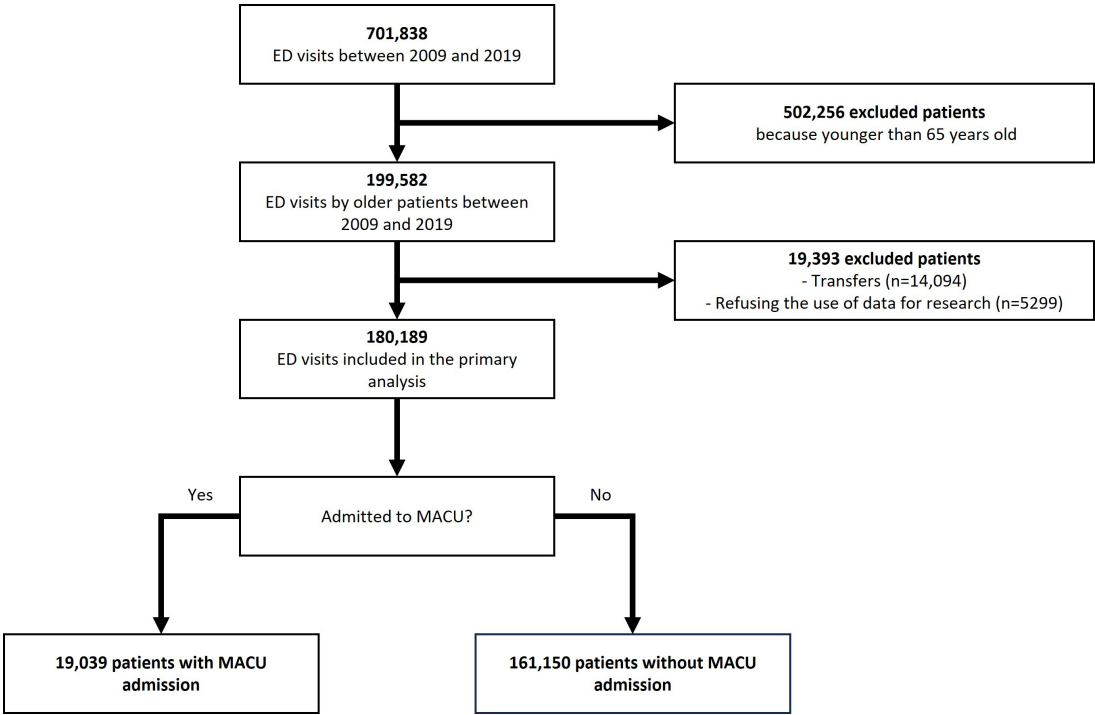 701,838
ED visits between 2009 and 2019
502,256 excluded patients
because younger than 65 years old
199,582
ED visits by older patients between
2009 and 2019
19,393 excluded patients
- Transfers (n=14,094)
- Refusing the use of data for research (n=5299)
180,189
ED visits included in the primary
analysis
Yes
No
Admitted to MACU?
19,039 patients with MACU
admission
161,150 patients without MACU
admission